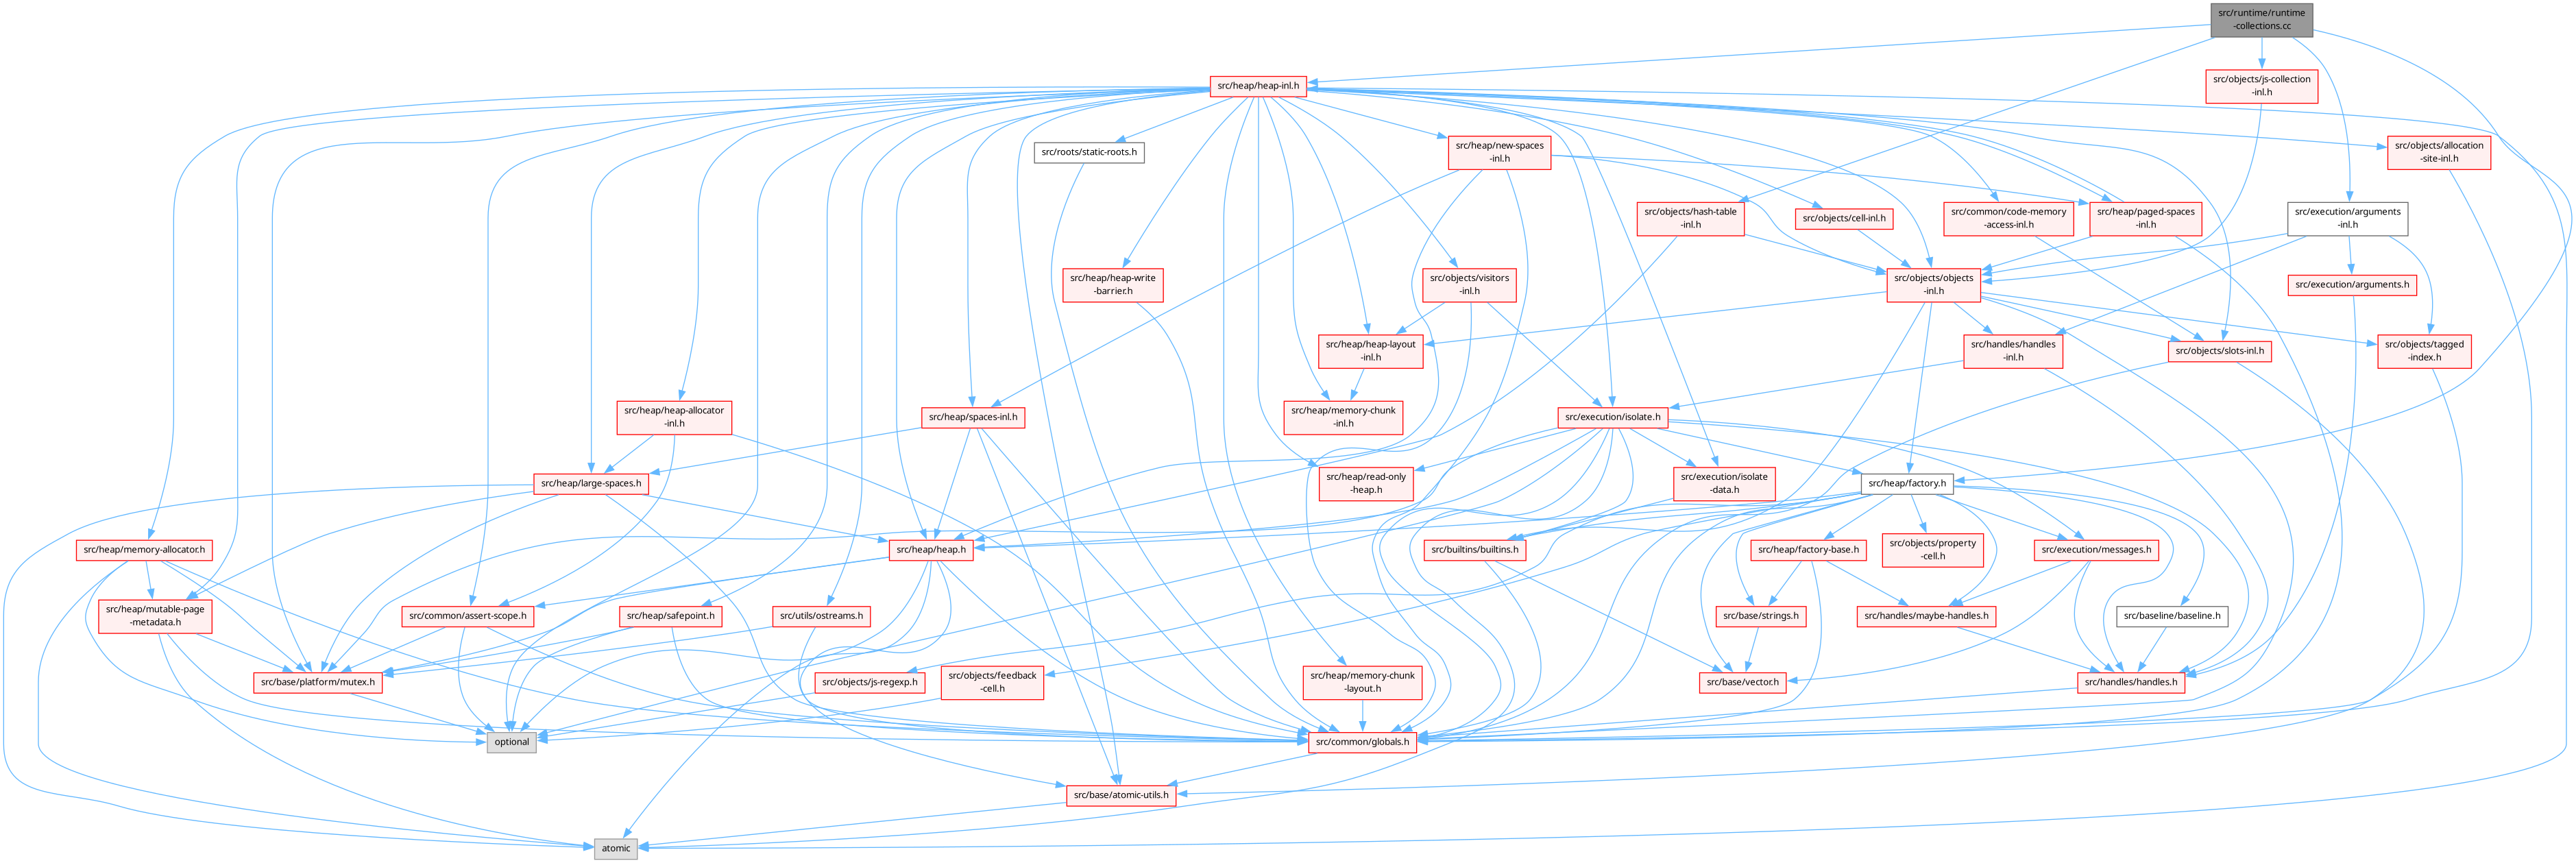 src/runtime/runtime
-collections.cc
src/heap/heap-inl.h
src/objects/js-collection
-inl.h
src/roots/static-roots.h
src/heap/new-spaces
-inl.h
src/objects/allocation
-site-inl.h
src/objects/hash-table
-inl.h
src/objects/cell-inl.h
src/common/code-memory
-access-inl.h
src/heap/paged-spaces
-inl.h
src/execution/arguments
-inl.h
src/heap/heap-write
-barrier.h
src/objects/visitors
-inl.h
src/objects/objects
-inl.h
src/execution/arguments.h
src/heap/heap-layout
-inl.h
src/handles/handles
-inl.h
src/objects/slots-inl.h
src/objects/tagged
-index.h
src/heap/heap-allocator
-inl.h
src/heap/spaces-inl.h
src/heap/memory-chunk
-inl.h
src/execution/isolate.h
src/heap/large-spaces.h
src/heap/read-only
-heap.h
src/execution/isolate
-data.h
src/heap/factory.h
src/heap/memory-allocator.h
src/heap/heap.h
src/builtins/builtins.h
src/heap/factory-base.h
src/objects/property
-cell.h
src/execution/messages.h
src/heap/mutable-page
-metadata.h
src/common/assert-scope.h
src/heap/safepoint.h
src/utils/ostreams.h
src/base/strings.h
src/handles/maybe-handles.h
src/baseline/baseline.h
src/base/platform/mutex.h
src/objects/js-regexp.h
src/objects/feedback
-cell.h
src/heap/memory-chunk
-layout.h
src/base/vector.h
src/handles/handles.h
optional
src/common/globals.h
src/base/atomic-utils.h
atomic